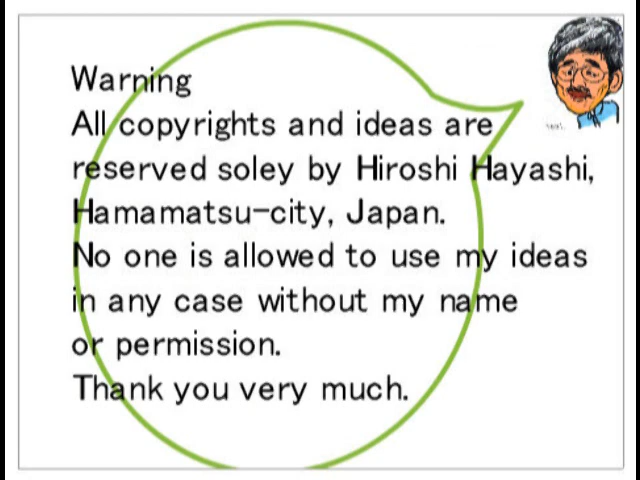 Warning
All copyrights and ideas are
reserved soley by Hiroshi Hayashi,
Hamamatsu-city, Japan.
No one is allowed to use my ideas
in any case without my name
or permission.
Thank you very much.